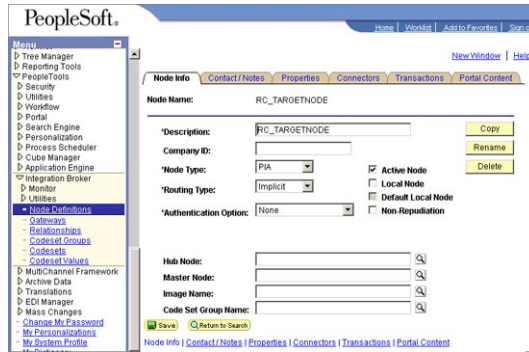 PeopleSoft®
Home | Worklist | Add to Favorites | Sign o
Menu
Tree Manager
Reporting Tools
PeopleTools
Security
Utilities
Workflow
Portal
Search Engine
Personalization
Process Scheduler
Cube Manager
Application Engine
Integration Broker
Monitor
Utilities
- Node Definitions
- Gateways
- Relationships
- Codeset Groups
- Codesets
- Codeset Values
MultiChannel Framework
Archive Data
Translations
EDI Manager
Mass Changes
- Change My Password
- My Personalizations
- My System Profile
- My Dictionary
New Window | Help
Node Info
Contact / Notes
Properties
Connectors
Transactions
Portal Content
Node Name: RC_TARGETNODE
*Description: RC_TARGETNODE
Copy
Company ID:
Rename
*Node Type: PIA
Active Node
Delete
*Routing Type: Implicit
Local Node
Default Local Node
*Authentication Option: None
Non-Repudiation
Hub Node:
Master Node:
Image Name:
Code Set Group Name:
Save
Return to Search
Node Info | Contact / Notes | Properties | Connectors | Transactions | Portal Content